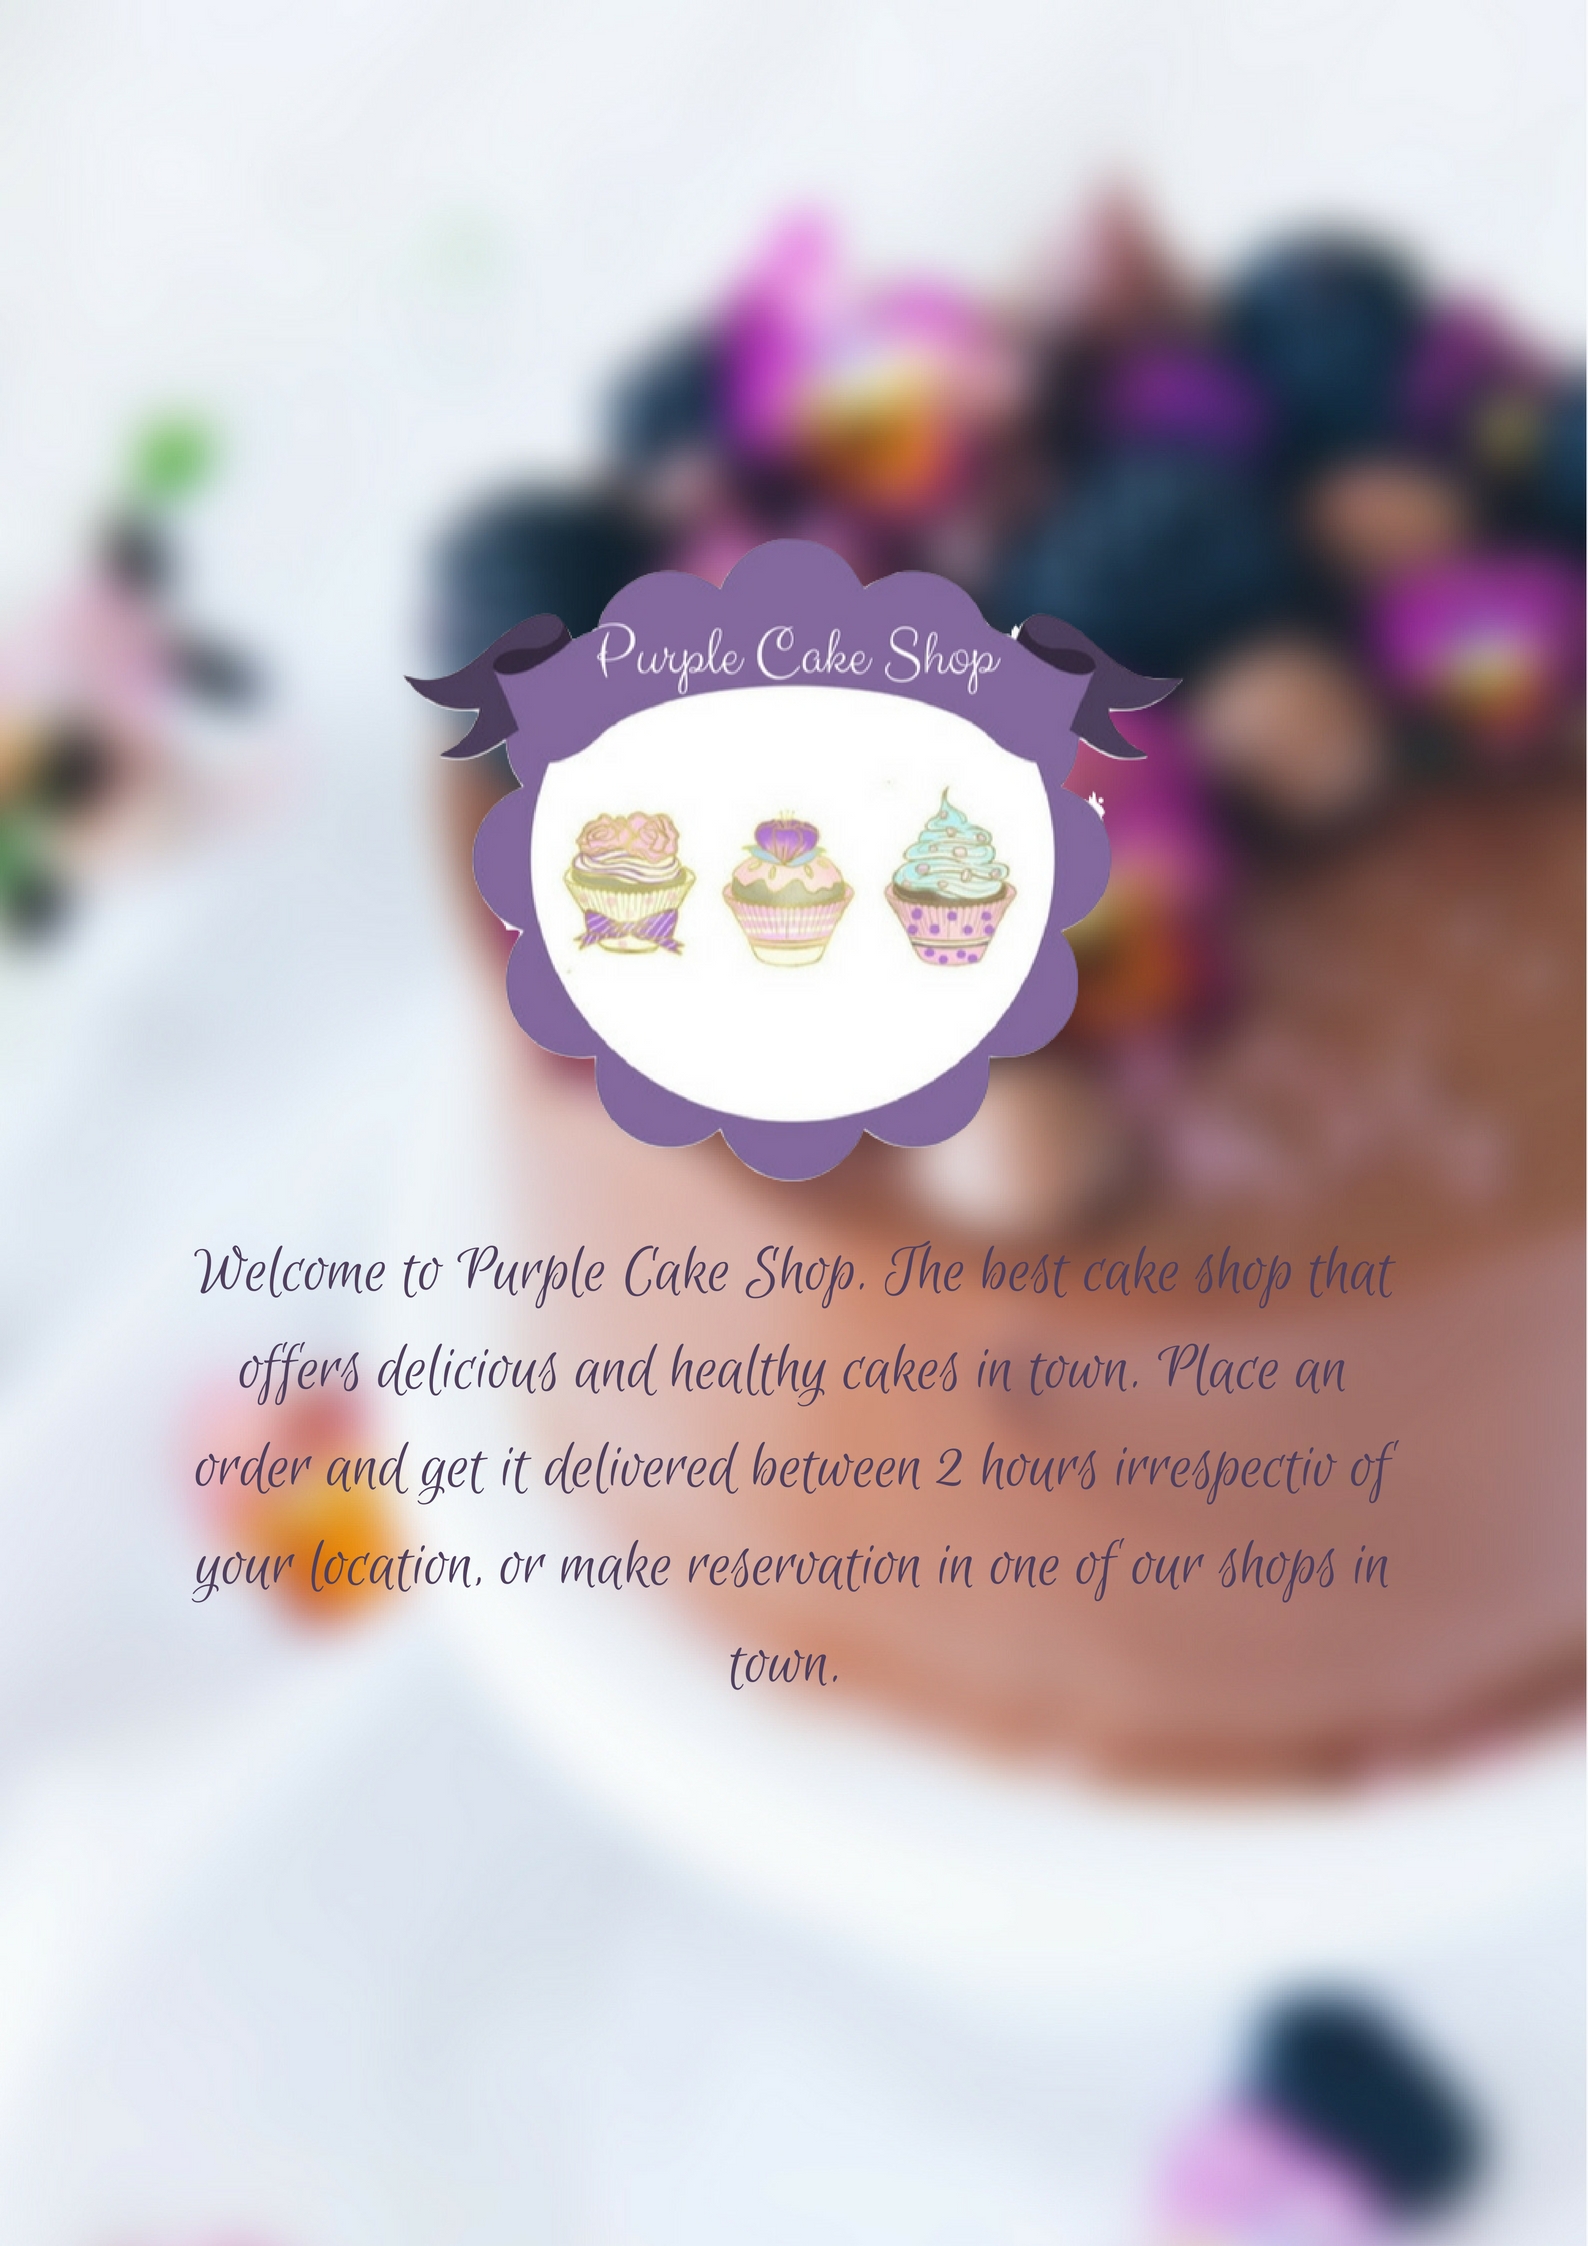 Purple Cake Shop
Welcome to Purple Cake Shop. The best cake shop that
offers delicious and healthy cakes in town. Place an
order and get it delivered between 2 hours irrespectiv of
your location, or make reservation in one of our shops in
town.